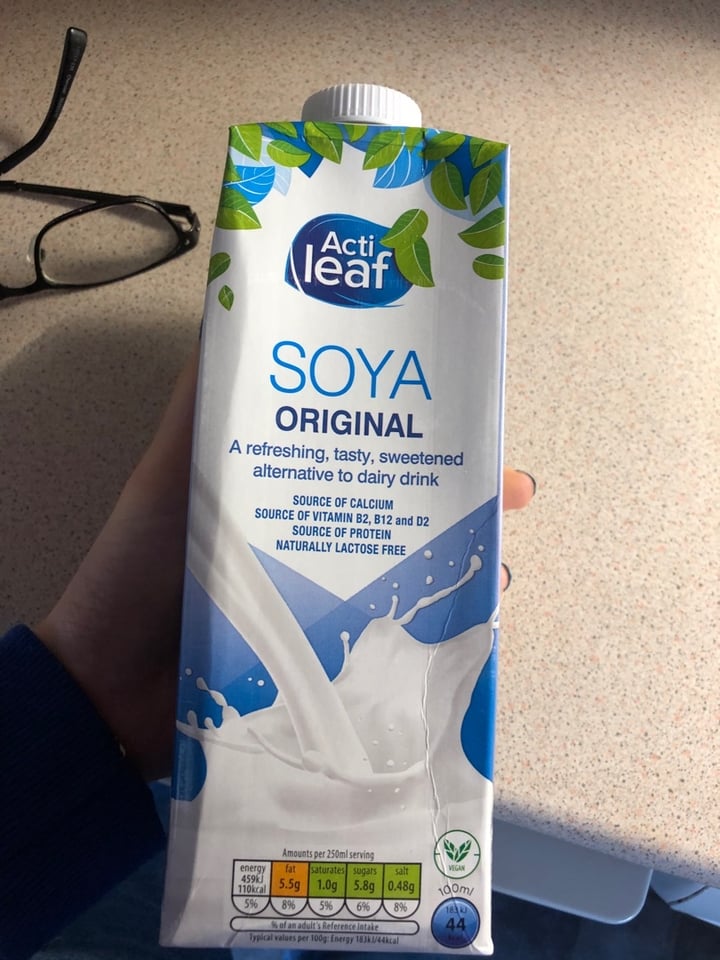 Acti
leaf
SOYA
ORIGINAL
A refreshing, tasty, sweetened
alternative to dairy drink
SOURCE OF CALCIUM
SOURCE OF VITAMIN B2, B12 and D2
SOURCE OF PROTEIN
NATURALLY LACTOSE FREE
VEGAN
Amounts per 250ml serving
energy fat saturates sugars salt
459kJ 110kcal 5.5g 1.0g 5.8g 0.48g
5% 8% 5% 6% 8%
% of an adult's Reference Intake
Typical values per 100g: Energy 183kJ/44kcal
100ml
183 kJ
44